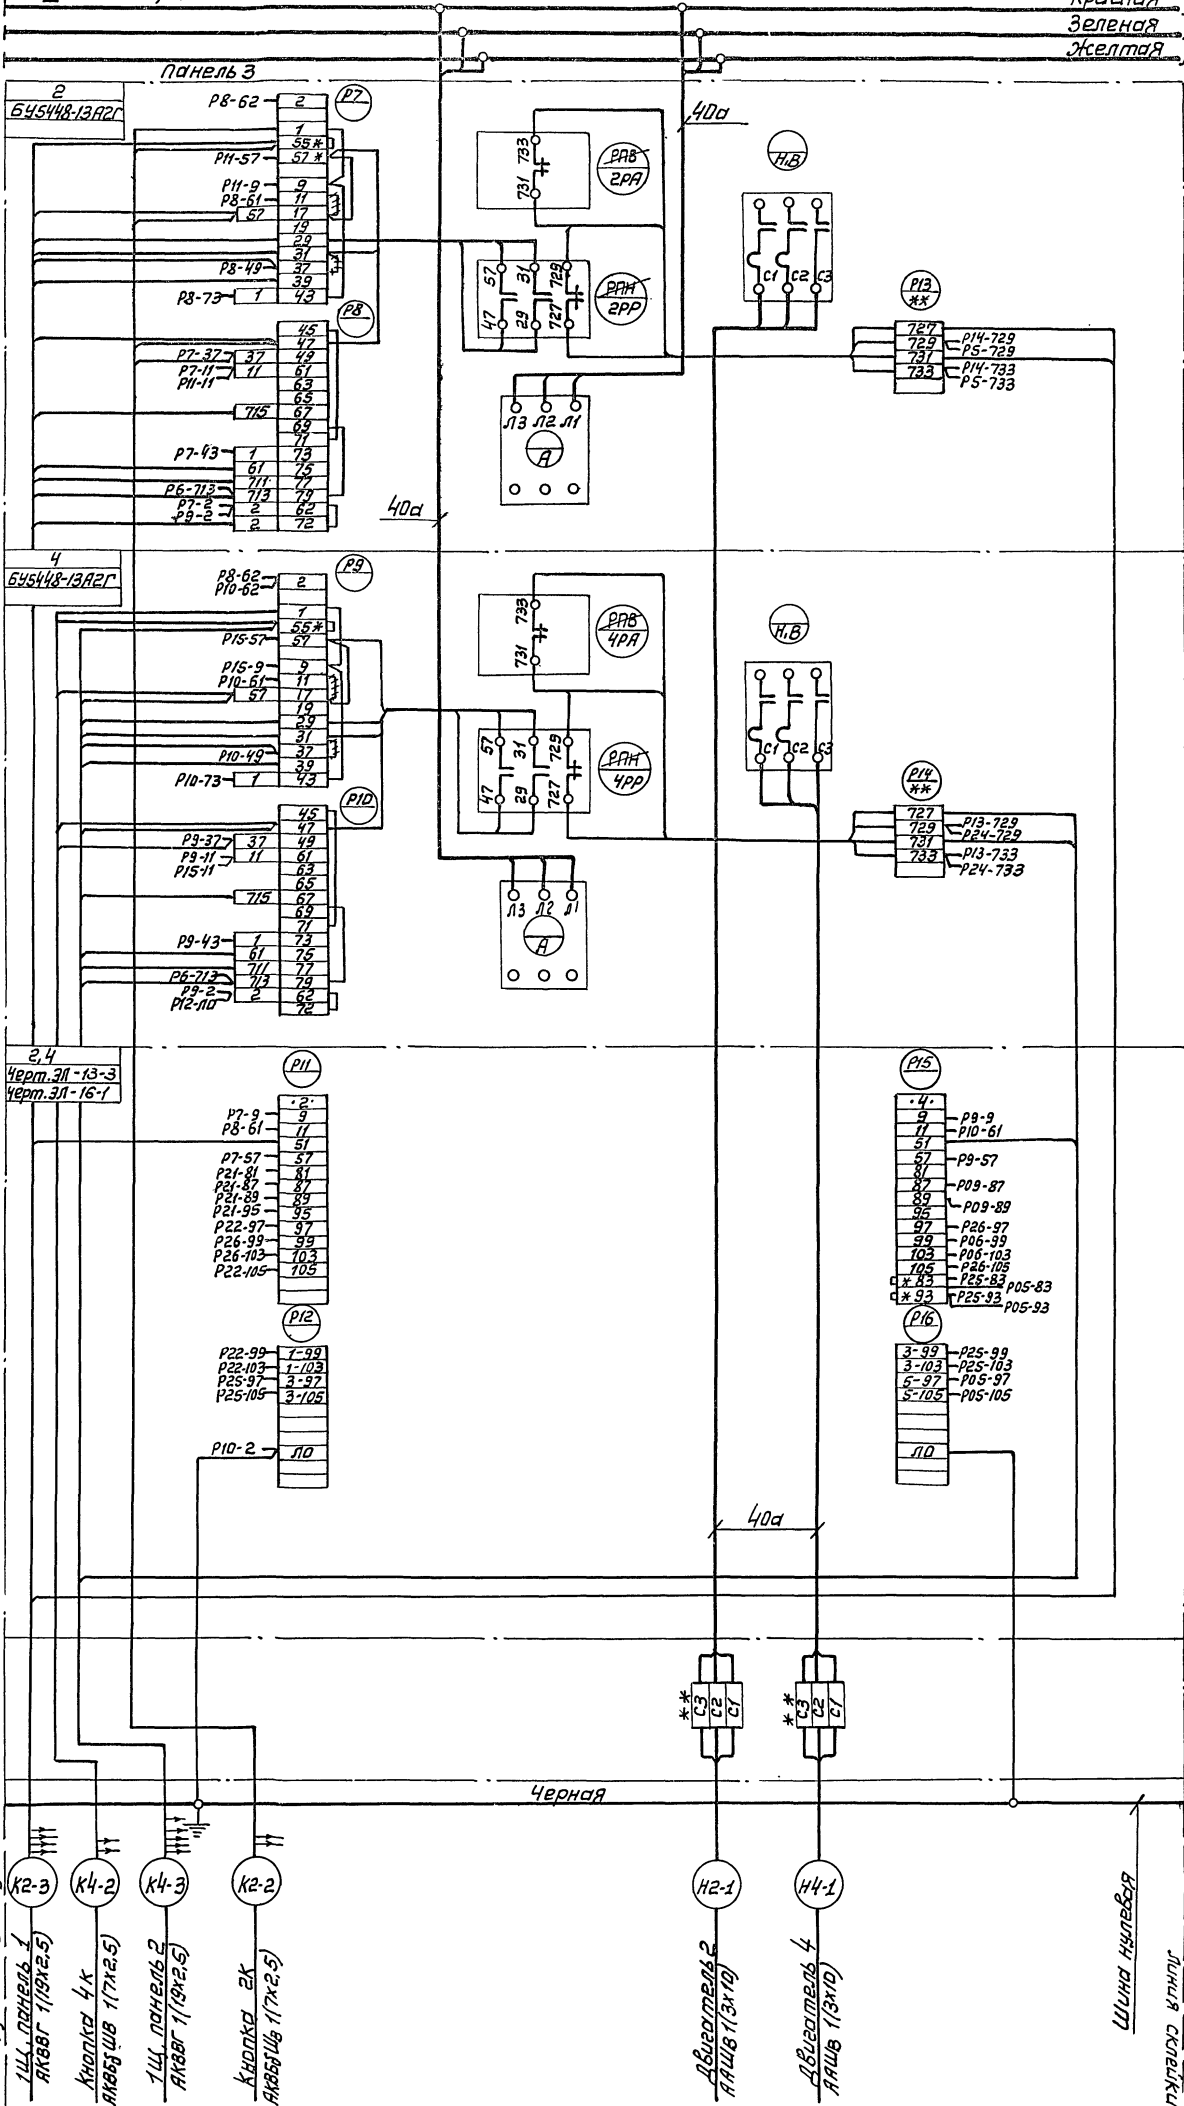 Красная
Зеленая
Желтая
Панель 3
2
БУ5448-13А2Г
Р7
Р8-62 2
1
55*
Р11-57 57*
Р11-9 9
Р8-61 11
57 17
19
29
31
Р8-49 37
39
Р8-73 1 43
Р8
45
47
Р7-37 37 49
Р7-11 11 61
Р11-11
63
65
715 67
69
71
Р7-43 1 73
61 75
711 77
Р6-713 713 79
Р7-2 2 62
Р9-2 2 72
733
731
РПВ
2РА
57 31 729
47 29 727
РПН
2РР
40а
Н,В
С1 С2 С3
Л3 Л2 Л1
А
40а
Р13
**
727
729 Р14-729
Р5-729
731
733 Р14-733
Р5-733
4
БУ5448-13А2Г
Р9
Р8-62 2
Р10-62
1
55*
Р15-57 57
Р15-9 9
Р10-61 11
57 17
19
29
31
Р10-49 37
39
Р10-73 1 43
Р10
45
47
Р9-37 37 49
Р9-11 11 61
Р15-11
63
65
715 67
69
71
Р9-43 1 73
61 75
711 77
Р6-713 713 79
Р9-2 2 62
Р12-Л0 72
733
731
РПВ
4РА
57 31 729
47 29 727
РПН
4РР
Н,В
С1 С2 С3
Л3 Л2 Л1
А
Р14
**
727
729 Р13-729
Р24-729
731
733 Р13-733
Р24-733
2,4
Черт.ЭЛ-13-3
Черт.ЭЛ-16-1
Р11
·2·
Р7-9 9
Р8-61 11
51
Р7-57 57
Р21-81 81
Р21-87 87
Р21-89 89
Р21-95 95
Р22-97 97
Р26-99 99
Р26-103 103
Р22-105 105
Р12
Р22-99 1-99
Р22-103 1-103
Р25-97 3-97
Р25-105 3-105
Р10-2 Л0
Р15
·4·
9 Р9-9
11 Р10-61
51
57 Р9-57
81
87 Р09-87
89 Р09-89
95
97 Р26-97
99 Р06-99
103 Р06-103
105 Р26-105
*83 Р25-83
Р05-83
*93 Р25-93
Р05-93
Р16
3-99 Р25-99
3-103 Р25-103
5-97 Р05-97
5-105 Р05-105
Л0
40а
** С3 С2 С1
** С3 С2 С1
Черная
К2-3
К4-2
К4-3
К2-2
Н2-1
Н4-1
1Щ, панель 1
АКВВГ 1(19х2,5)
Кнопка 4К
АКВБбШв 1(7х2,5)
1Щ, панель 2
АКВВГ 1(19х2,5)
Кнопка 2К
АКВБбШв 1(7х2,5)
Двигатель 2
ААШв 1(3х10)
Двигатель 4
ААШв 1(3х10)
Шина нулевая
Линия склейки